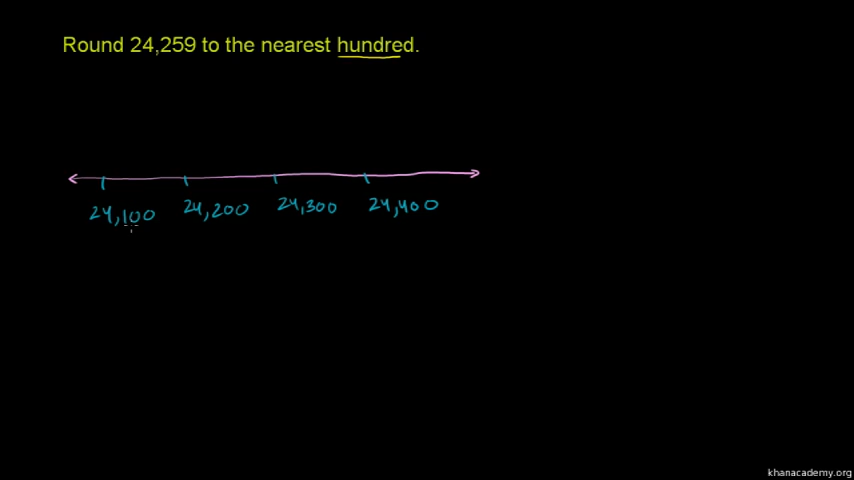 Round 24,259 to the nearest hundred.
24,100 24,200 24,300 24,400
khanacademy.org